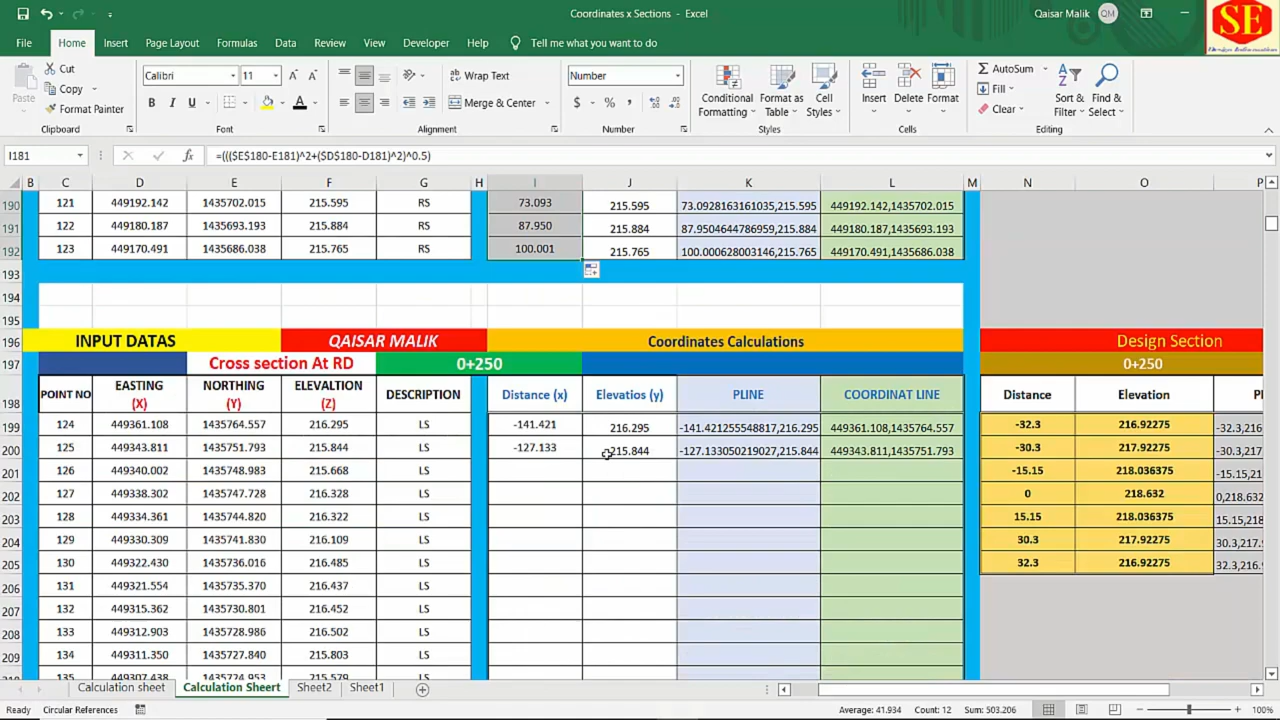 Coordinates x Sections - Excel
Qaisar Malik QM
SE
File Home Insert Page Layout Formulas Data Review View Developer Help Tell me what you want to do
Paste Cut Copy Format Painter
Calibri 11
B I U
Wrap Text Merge & Center
Number
$ % ,
Conditional Formatting Format as Table Cell Styles
Insert Delete Format
AutoSum Fill Clear
Sort & Filter Find & Select
Clipboard Font Alignment Number Styles Cells Editing
I181 fx =((($E$180-E181)^2+($D$180-D181)^2)^0.5)
B C D E F G H I J K L M N O P
190 121 449192.142 1435702.015 215.595 RS 73.093 215.595 73.0928163161035,215.595 449192.142,1435702.015
191 122 449180.187 1435693.193 215.884 RS 87.950 215.884 87.9504644786959,215.884 449180.187,1435693.193
192 123 449170.491 1435686.038 215.765 RS 100.001 215.765 100.000628003146,215.765 449170.491,1435686.038
193
194
195
196 INPUT DATAS QAISAR MALIK Coordinates Calculations Design Section
197 Cross section At RD 0+250 0+250
198 POINT NO EASTING (X) NORTHING (Y) ELEVALTION (Z) DESCRIPTION Distance (x) Elevatios (y) PLINE COORDINAT LINE Distance Elevation
199 124 449361.108 1435764.557 216.295 LS -141.421 216.295 -141.421255548817,216.295 449361.108,1435764.557 -32.3 216.92275 -32.3,216
200 125 449343.811 1435751.793 215.844 LS -127.133 215.844 -127.133050219027,215.844 449343.811,1435751.793 -30.3 217.92275 -30.3,217
201 126 449340.002 1435748.983 215.668 LS -15.15 218.036375 -15.15,218
202 127 449338.302 1435747.728 216.328 LS 0 218.632 0,218.632
203 128 449334.361 1435744.820 216.322 LS 15.15 218.036375 15.15,218
204 129 449330.309 1435741.830 216.109 LS 30.3 217.92275 30.3,217.
205 130 449322.430 1435736.016 216.485 LS 32.3 216.92275 32.3,216.
206 131 449321.554 1435735.370 216.437 LS
207 132 449315.362 1435730.801 216.452 LS
208 133 449312.903 1435728.986 216.502 LS
209 134 449311.350 1435727.840 215.803 LS
135 449307.438 1435724.953 215.579 LS
Calculation sheet Calculation Sheert Sheet2 Sheet1
Ready Circular References Average: 41.934 Count: 12 Sum: 503.206 100%